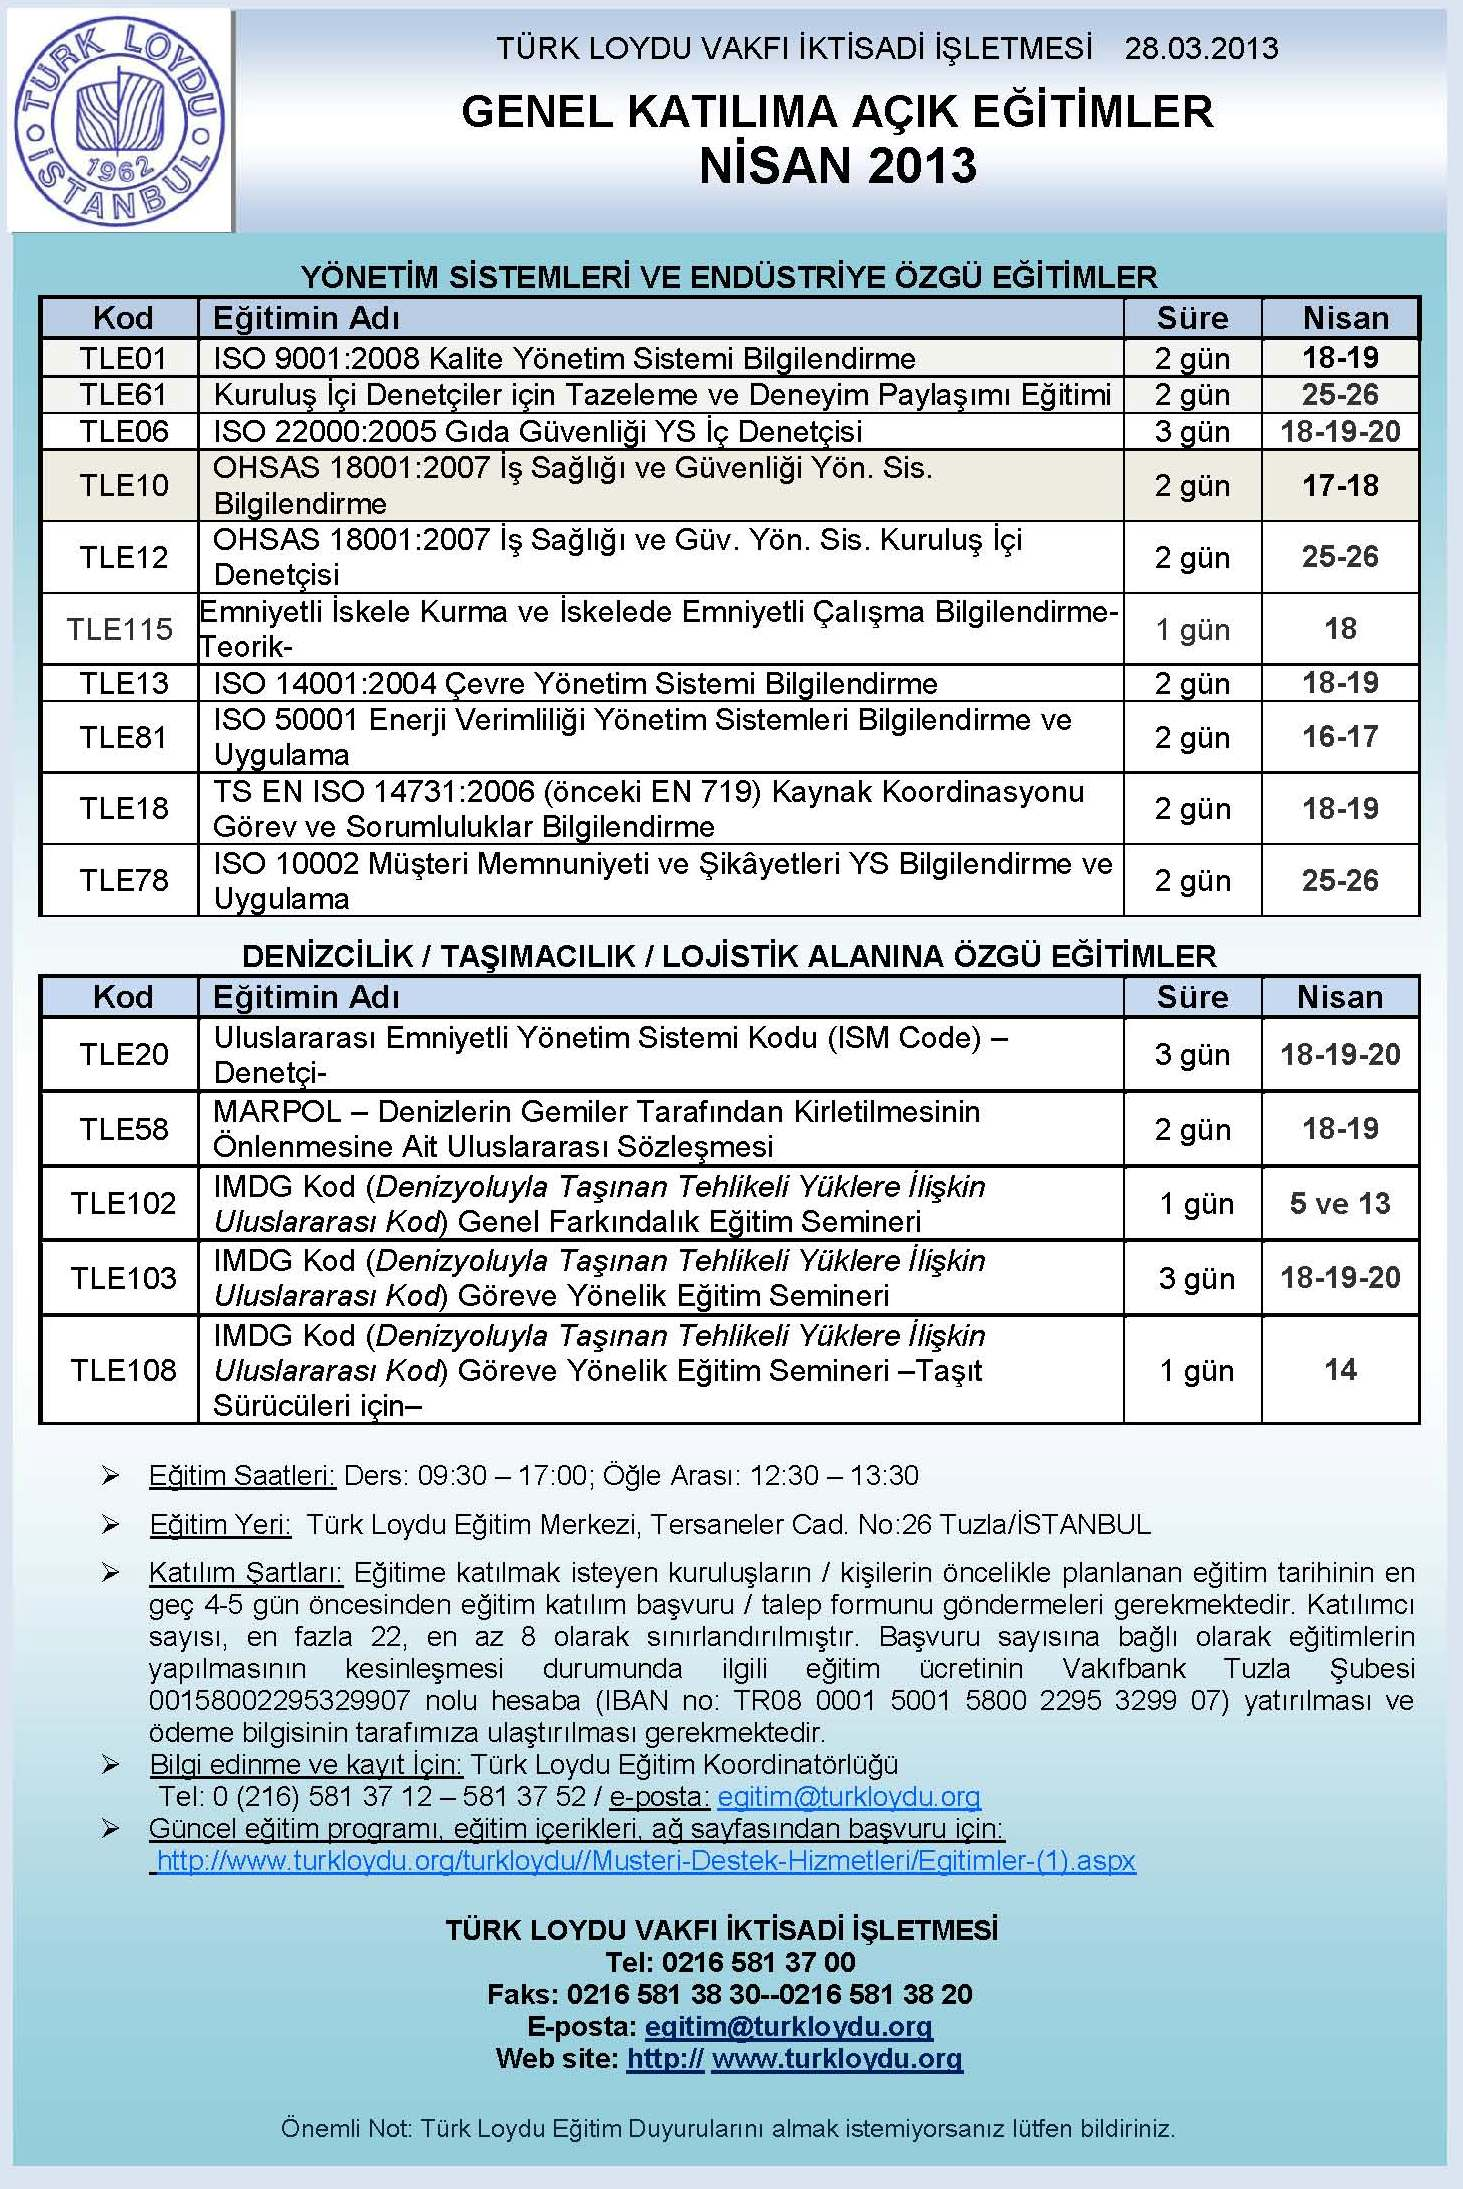 TÜRK LOYDU
1962
İSTANBUL
TÜRK LOYDU VAKFI İKTİSADİ İŞLETMESİ 28.03.2013
GENEL KATILIMA AÇIK EĞİTİMLER
NİSAN 2013
YÖNETİM SİSTEMLERİ VE ENDÜSTRİYE ÖZGÜ EĞİTİMLER
Kod Eğitimin Adı Süre Nisan
TLE01 ISO 9001:2008 Kalite Yönetim Sistemi Bilgilendirme 2 gün 18-19
TLE61 Kuruluş İçi Denetçiler için Tazeleme ve Deneyim Paylaşımı Eğitimi 2 gün 25-26
TLE06 ISO 22000:2005 Gıda Güvenliği YS İç Denetçisi 3 gün 18-19-20
TLE10 OHSAS 18001:2007 İş Sağlığı ve Güvenliği Yön. Sis.
Bilgilendirme 2 gün 17-18
TLE12 OHSAS 18001:2007 İş Sağlığı ve Güv. Yön. Sis. Kuruluş İçi
Denetçisi 2 gün 25-26
TLE115 Emniyetli İskele Kurma ve İskelede Emniyetli Çalışma Bilgilendirme-
Teorik- 1 gün 18
TLE13 ISO 14001:2004 Çevre Yönetim Sistemi Bilgilendirme 2 gün 18-19
TLE81 ISO 50001 Enerji Verimliliği Yönetim Sistemleri Bilgilendirme ve
Uygulama 2 gün 16-17
TLE18 TS EN ISO 14731:2006 (önceki EN 719) Kaynak Koordinasyonu
Görev ve Sorumluluklar Bilgilendirme 2 gün 18-19
TLE78 ISO 10002 Müşteri Memnuniyeti ve Şikâyetleri YS Bilgilendirme ve
Uygulama 2 gün 25-26
DENİZCİLİK / TAŞIMACILIK / LOJİSTİK ALANINA ÖZGÜ EĞİTİMLER
Kod Eğitimin Adı Süre Nisan
TLE20 Uluslararası Emniyetli Yönetim Sistemi Kodu (ISM Code) –
Denetçi- 3 gün 18-19-20
TLE58 MARPOL – Denizlerin Gemiler Tarafından Kirletilmesinin
Önlenmesine Ait Uluslararası Sözleşmesi 2 gün 18-19
TLE102 IMDG Kod (Denizyoluyla Taşınan Tehlikeli Yüklere İlişkin
Uluslararası Kod) Genel Farkındalık Eğitim Semineri 1 gün 5 ve 13
TLE103 IMDG Kod (Denizyoluyla Taşınan Tehlikeli Yüklere İlişkin
Uluslararası Kod) Göreve Yönelik Eğitim Semineri 3 gün 18-19-20
TLE108 IMDG Kod (Denizyoluyla Taşınan Tehlikeli Yüklere İlişkin
Uluslararası Kod) Göreve Yönelik Eğitim Semineri –Taşıt
Sürücüleri için– 1 gün 14
➢ Eğitim Saatleri: Ders: 09:30 – 17:00; Öğle Arası: 12:30 – 13:30
➢ Eğitim Yeri: Türk Loydu Eğitim Merkezi, Tersaneler Cad. No:26 Tuzla/İSTANBUL
➢ Katılım Şartları: Eğitime katılmak isteyen kuruluşların / kişilerin öncelikle planlanan eğitim tarihinin en
geç 4-5 gün öncesinden eğitim katılım başvuru / talep formunu göndermeleri gerekmektedir. Katılımcı
sayısı, en fazla 22, en az 8 olarak sınırlandırılmıştır. Başvuru sayısına bağlı olarak eğitimlerin
yapılmasının kesinleşmesi durumunda ilgili eğitim ücretinin Vakıfbank Tuzla Şubesi
00158002295329907 nolu hesaba (IBAN no: TR08 0001 5001 5800 2295 3299 07) yatırılması ve
ödeme bilgisinin tarafımıza ulaştırılması gerekmektedir.
➢ Bilgi edinme ve kayıt İçin: Türk Loydu Eğitim Koordinatörlüğü
Tel: 0 (216) 581 37 12 – 581 37 52 / e-posta: egitim@turkloydu.org
➢ Güncel eğitim programı, eğitim içerikleri, ağ sayfasından başvuru için:
http://www.turkloydu.org/turkloydu//Musteri-Destek-Hizmetleri/Egitimler-(1).aspx
TÜRK LOYDU VAKFI İKTİSADİ İŞLETMESİ
Tel: 0216 581 37 00
Faks: 0216 581 38 30--0216 581 38 20
E-posta: egitim@turkloydu.org
Web site: http:// www.turkloydu.org
Önemli Not: Türk Loydu Eğitim Duyurularını almak istemiyorsanız lütfen bildiriniz.